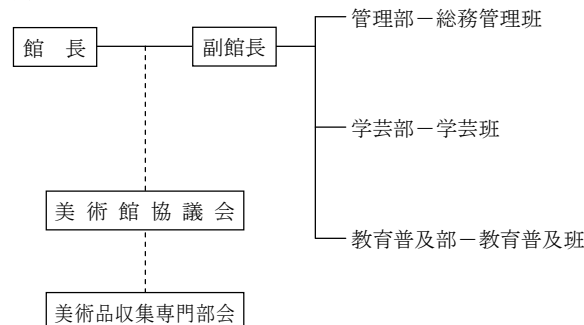 管理部－総務管理班
館　長
副館長
学芸部－学芸班
美術館協議会
教育普及部－教育普及班
美術品収集専門部会